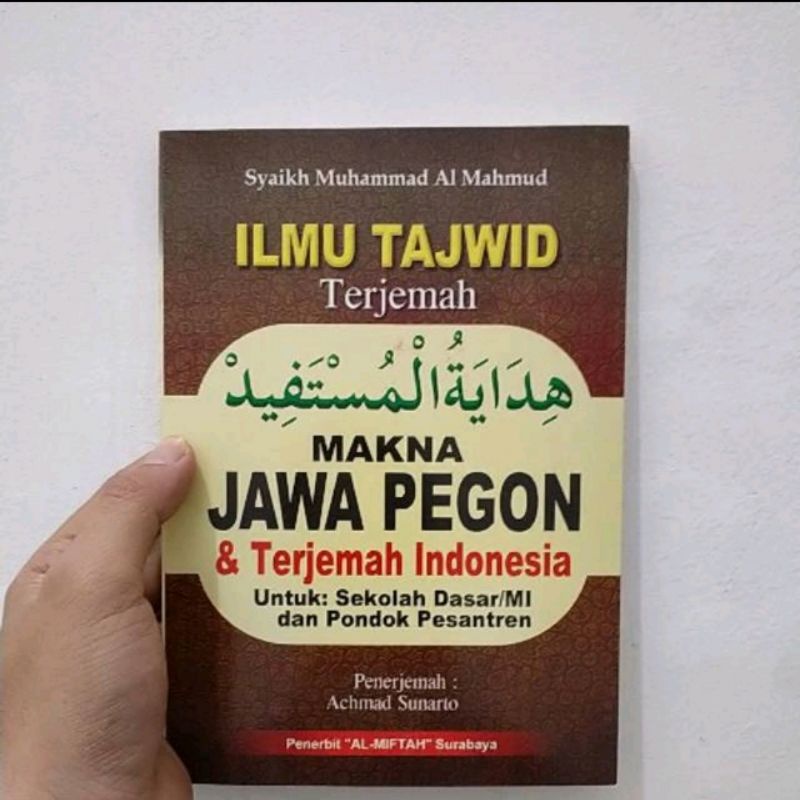 Syaikh Muhammad Al Mahmud
ILMU TAJWID
Terjemah
هِدَايَةُ الْمُسْتَفِيدْ
MAKNA
JAWA PEGON
& Terjemah Indonesia
Untuk: Sekolah Dasar/MI
dan Pondok Pesantren
Penerjemah :
Achmad Sunarto
Penerbit "AL-MIFTAH" Surabaya